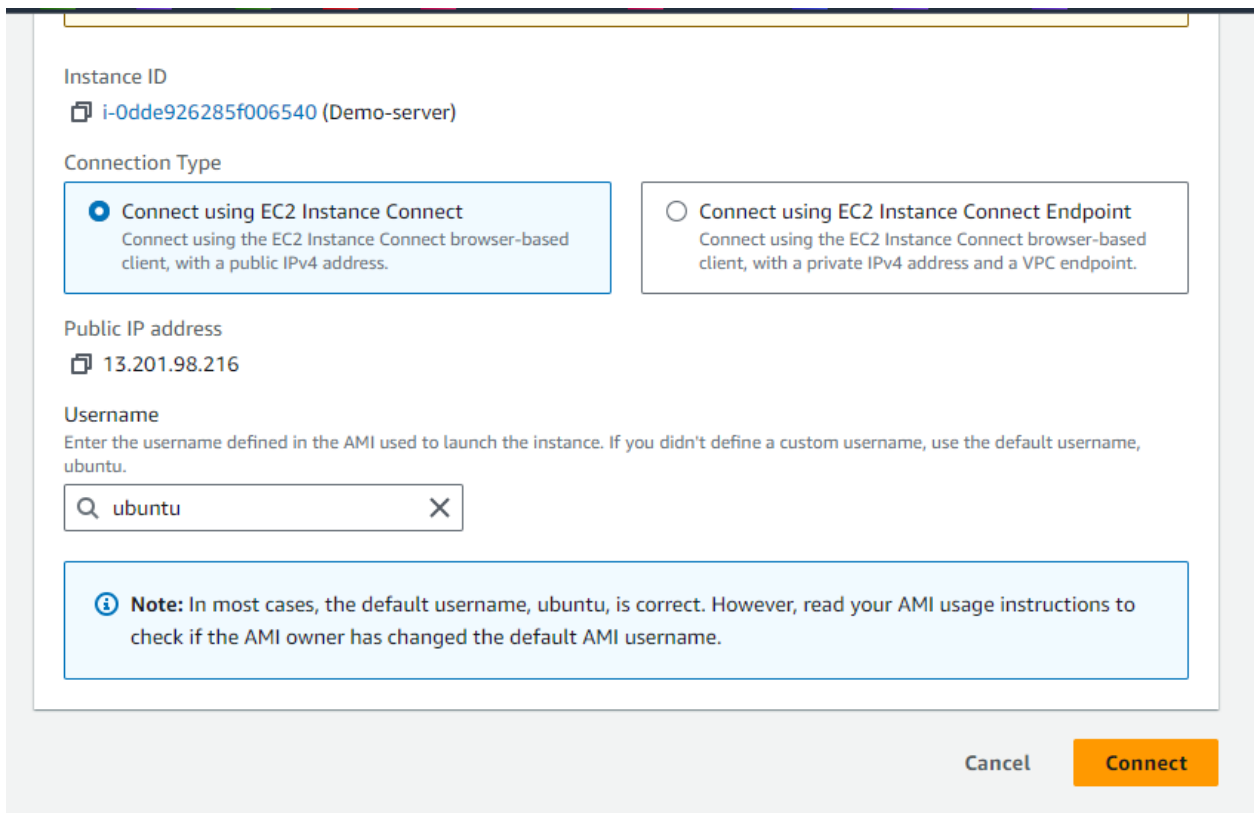 Instance ID
i-0dde926285f006540 (Demo-server)
Connection Type
Connect using EC2 Instance Connect
Connect using the EC2 Instance Connect browser-based
client, with a public IPv4 address.
Connect using EC2 Instance Connect Endpoint
Connect using the EC2 Instance Connect browser-based
client, with a private IPv4 address and a VPC endpoint.
Public IP address
13.201.98.216
Username
Enter the username defined in the AMI used to launch the instance. If you didn't define a custom username, use the default username,
ubuntu.
ubuntu
Note: In most cases, the default username, ubuntu, is correct. However, read your AMI usage instructions to
check if the AMI owner has changed the default AMI username.
Cancel
Connect